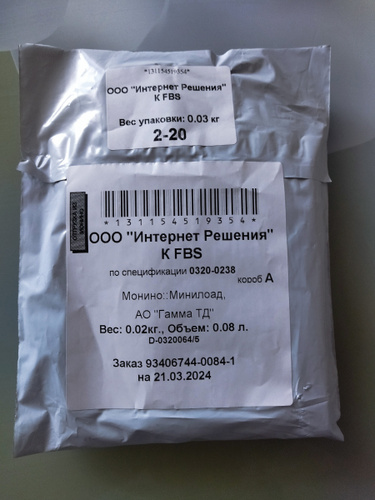 *131154519354*
ООО "Интернет Решения"
К FBS
Вес упаковки: 0.03 кг
2-20
*131154519354*
ООО "Интернет Решения"
К FBS
по спецификации 0320-0238
короб А
Монино::Минилоад,
АО "Гамма ТД"
Вес: 0.02кг., Объем: 0.08 л.
D-0320064/5
Заказ 93406744-0084-1
на 21.03.2024